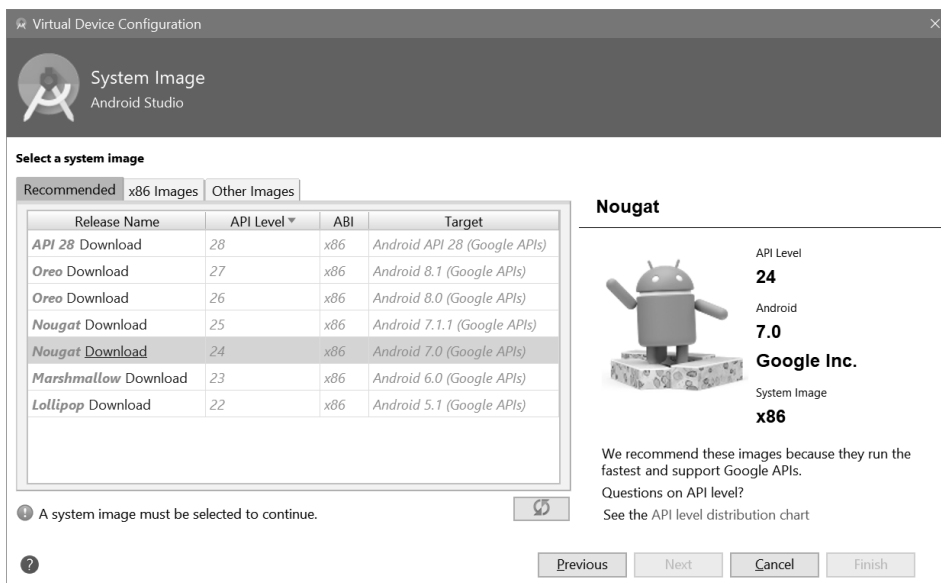 Virtual Device Configuration
System Image
Android Studio
Select a system image
Recommended x86 Images Other Images
Release Name API Level ABI Target
API 28 Download 28 x86 Android API 28 (Google APIs)
Oreo Download 27 x86 Android 8.1 (Google APIs)
Oreo Download 26 x86 Android 8.0 (Google APIs)
Nougat Download 25 x86 Android 7.1.1 (Google APIs)
Nougat Download 24 x86 Android 7.0 (Google APIs)
Marshmallow Download 23 x86 Android 6.0 (Google APIs)
Lollipop Download 22 x86 Android 5.1 (Google APIs)
A system image must be selected to continue.
Nougat
API Level
24
Android
7.0
Google Inc.
System Image
x86
We recommend these images because they run the
fastest and support Google APIs.
Questions on API level?
See the API level distribution chart
? Previous Next Cancel Finish